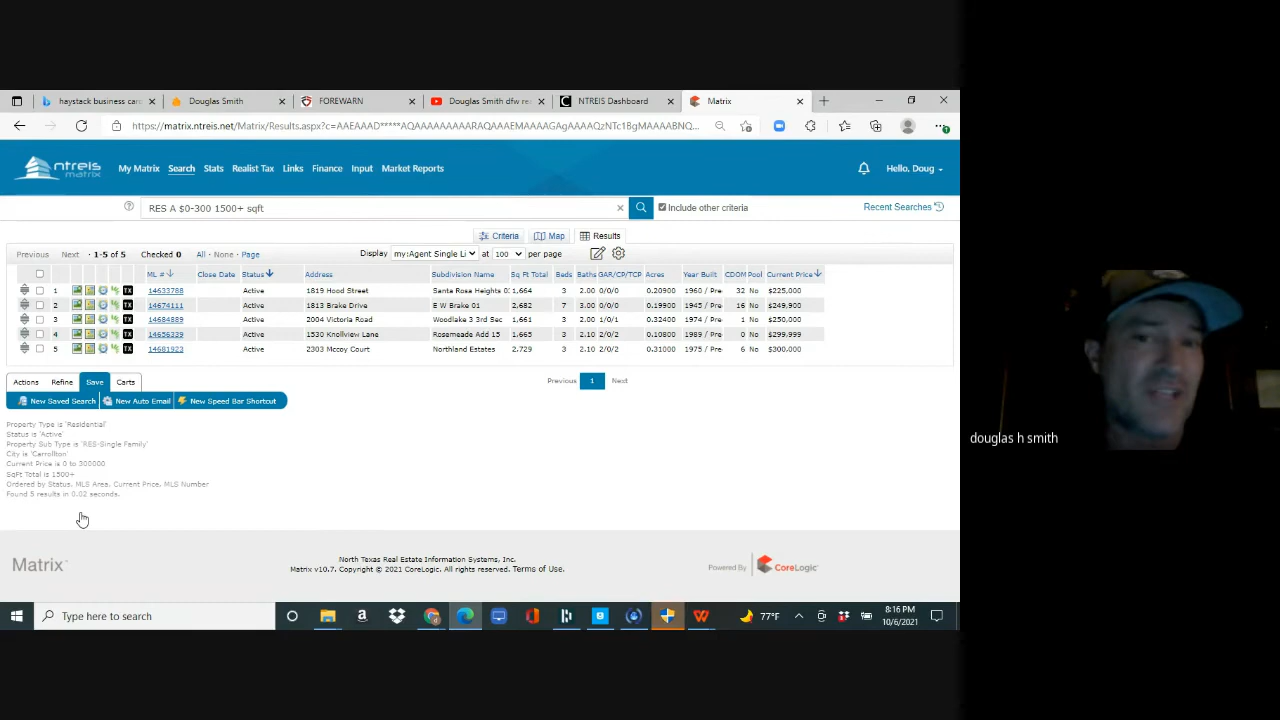 haystack business card
Douglas Smith
FOREWARN
Douglas Smith dfw re
NTREIS Dashboard
Matrix
https://matrix.ntreis.net/Matrix/Results.aspx?c=AAEAAAD*****AQAAAAAAAAARAQAAAEMAAAAGAgAAAAQzNTc18gMAAAABNQ...
ntreis
matrix
My Matrix
Search
Stats
Realist Tax
Links
Finance
Input
Market Reports
Hello, Doug
RES A $0-300 1500+ sqft
Include other criteria
Recent Searches
Criteria
Map
Results
Previous Next · 1-5 of 5 Checked 0 All · None · Page
Display my:Agent Single Li at 100 per page
ML # Close Date Status Address Subdivision Name Sq Ft Total Beds Baths GAR/CP/TCP Acres Year Built CDOM Pool Current Price
1 TX 14633788 Active 1819 Hood Street Santa Rosa Heights 1,664 3 2.00 0/0/0 0.20900 1960 / Pre 32 No $225,000
2 TX 14674111 Active 1813 Brake Drive E W Brake 01 2,682 7 3.00 0/0/0 0.19900 1945 / Pre 16 No $249,900
3 TX 14684889 Active 2004 Victoria Road Woodlake 3 3rd Sec 1,661 3 2.00 1/0/1 0.32400 1974 / Pre 1 No $250,000
4 TX 14656339 Active 1530 Knollview Lane Rosemeade Add 15 1,665 3 2.10 2/0/2 0.10800 1989 / Pre 0 No $299,999
5 TX 14681923 Active 2303 Mccoy Court Northland Estates 2,729 3 2.10 2/0/2 0.31000 1975 / Pre 6 No $300,000
Actions Refine Save Carts
Previous 1 Next
New Saved Search
New Auto Email
New Speed Bar Shortcut
Property Type is 'Residential'
Status is 'Active'
Property Sub Type is 'RES-Single Family'
City is 'Carrollton'
Current Price is 0 to 300000
SqFt Total is 1500+
Ordered by Status, MLS Area, Current Price, MLS Number
Found 5 results in 0.02 seconds.
douglas h smith
Matrix
North Texas Real Estate Information Systems, Inc.
Matrix v10.7. Copyright © 2021 CoreLogic. All rights reserved. Terms of Use.
Powered By
CoreLogic
Type here to search
77°F
8:16 PM
10/6/2021